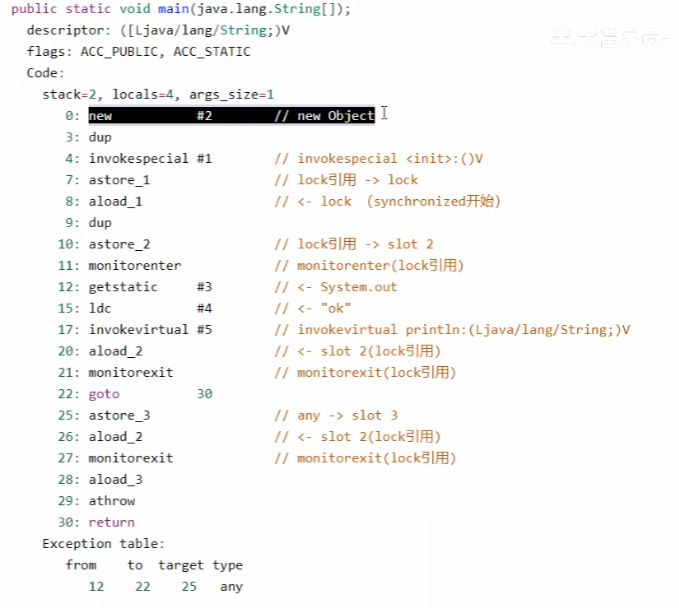 public static void main(java.lang.String[]);
descriptor: ([Ljava/lang/String;)V
flags: ACC_PUBLIC, ACC_STATIC
Code:
stack=2, locals=4, args_size=1
0: new #2 // new Object
3: dup
4: invokespecial #1 // invokespecial <init>:()V
7: astore_1 // lock引用 -> lock
8: aload_1 // <- lock (synchronized开始)
9: dup
10: astore_2 // lock引用 -> slot 2
11: monitorenter // monitorenter(lock引用)
12: getstatic #3 // <- System.out
15: ldc #4 // <- "ok"
17: invokevirtual #5 // invokevirtual println:(Ljava/lang/String;)V
20: aload_2 // <- slot 2(lock引用)
21: monitorexit // monitorexit(lock引用)
22: goto 30
25: astore_3 // any -> slot 3
26: aload_2 // <- slot 2(lock引用)
27: monitorexit // monitorexit(lock引用)
28: aload_3
29: athrow
30: return
Exception table:
from to target type
12 22 25 any